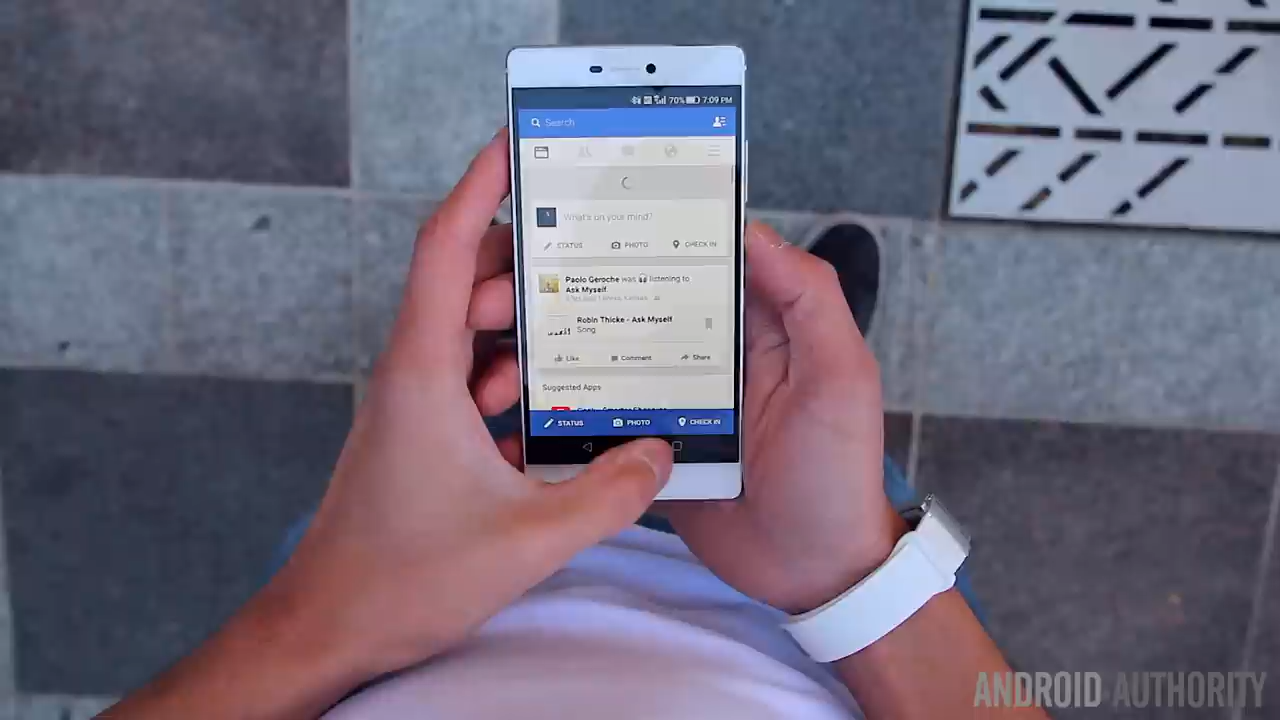 70% 7:09 PM
Search
What's on your mind?
STATUS PHOTO CHECK IN
Paolo Geroche was listening to
Ask Myself.
Robin Thicke - Ask Myself
Song
Like Comment Share
Suggested Apps
STATUS PHOTO CHECK IN
ANDROID AUTHORITY